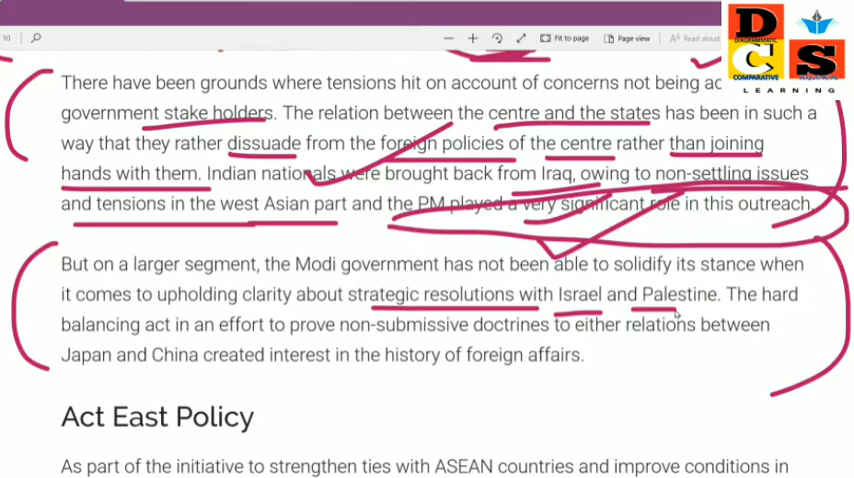 10
Fit to page
Page view
Read aloud
D
DIAGRAMMATIC
C
COMPARATIVE
S
SEQUENCIAL
LEARNING
There have been grounds where tensions hit on account of concerns not being
government stake holders. The relation between the centre and the states has been in such a
way that they rather dissuade from the foreign policies of the centre rather than joining
hands with them. Indian nationals were brought back from Iraq, owing to non-settling issues
and tensions in the west Asian part and the PM played a very significant role in this outreach.
But on a larger segment, the Modi government has not been able to solidify its stance when
it comes to upholding clarity about strategic resolutions with Israel and Palestine. The hard
balancing act in an effort to prove non-submissive doctrines to either relations between
Japan and China created interest in the history of foreign affairs.
Act East Policy
As part of the initiative to strengthen ties with ASEAN countries and improve conditions in